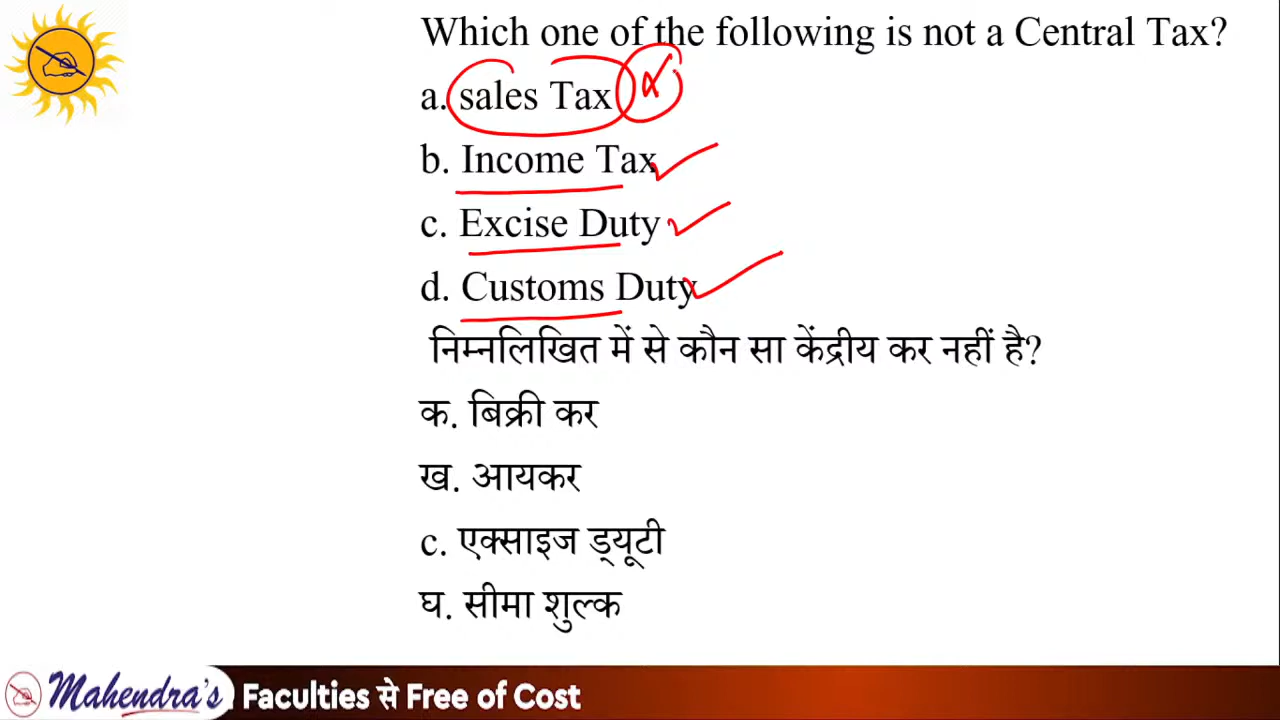 Which one of the following is not a Central Tax?
a. sales Tax
b. Income Tax
c. Excise Duty
d. Customs Duty
निम्नलिखित में से कौन सा केंद्रीय कर नहीं है?
क. बिक्री कर
ख. आयकर
c. एक्साइज ड्यूटी
घ. सीमा शुल्क
Mahendra's Faculties से Free of Cost